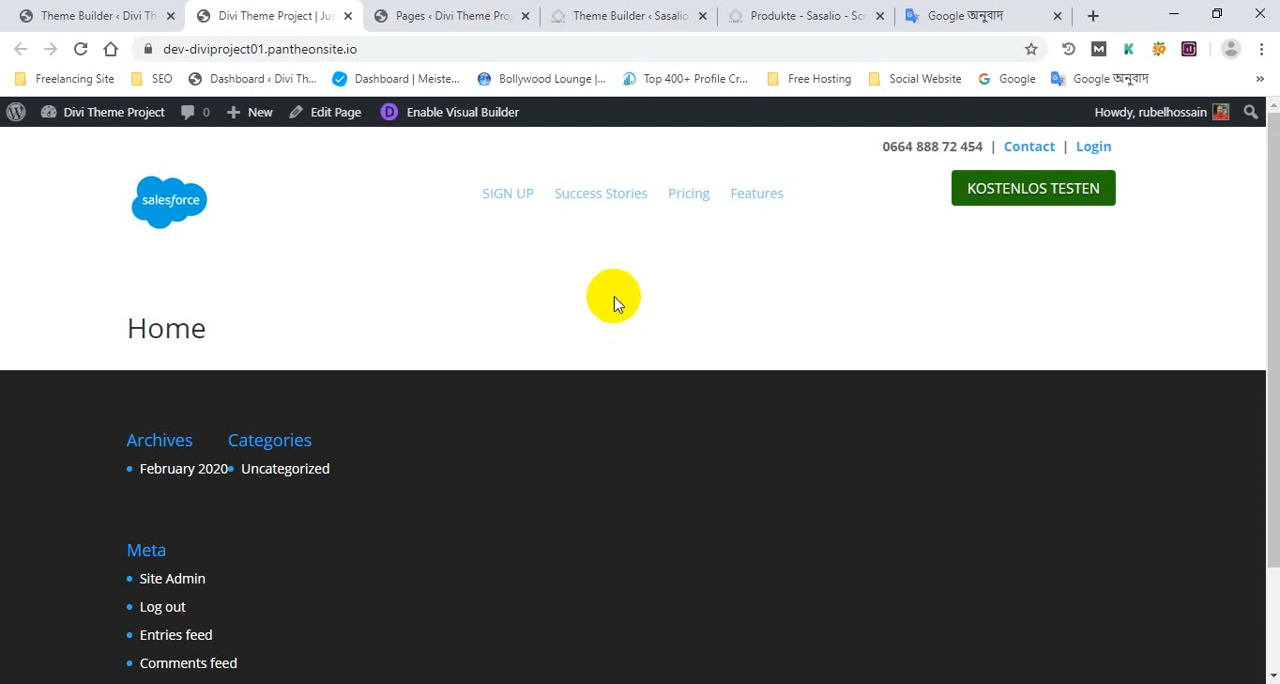 Theme Builder ‹ Divi Th
Divi Theme Project | Jus
Pages ‹ Divi Theme Proj
Theme Builder ‹ Sasalio
Produkte - Sasalio - Scr
Google অনুবাদ
dev-diviproject01.pantheonsite.io
Freelancing Site
SEO
Dashboard ‹ Divi Th...
Dashboard | Meiste...
Bollywood Lounge |...
Top 400+ Profile Cr...
Free Hosting
Social Website
Google
Google অনুবাদ
»
Divi Theme Project
0
New
Edit Page
Enable Visual Builder
Howdy, rubelhossain
0664 888 72 454 | Contact | Login
salesforce
SIGN UP Success Stories Pricing Features
KOSTENLOS TESTEN
Home
Archives
February 2020
Categories
Uncategorized
Meta
Site Admin
Log out
Entries feed
Comments feed